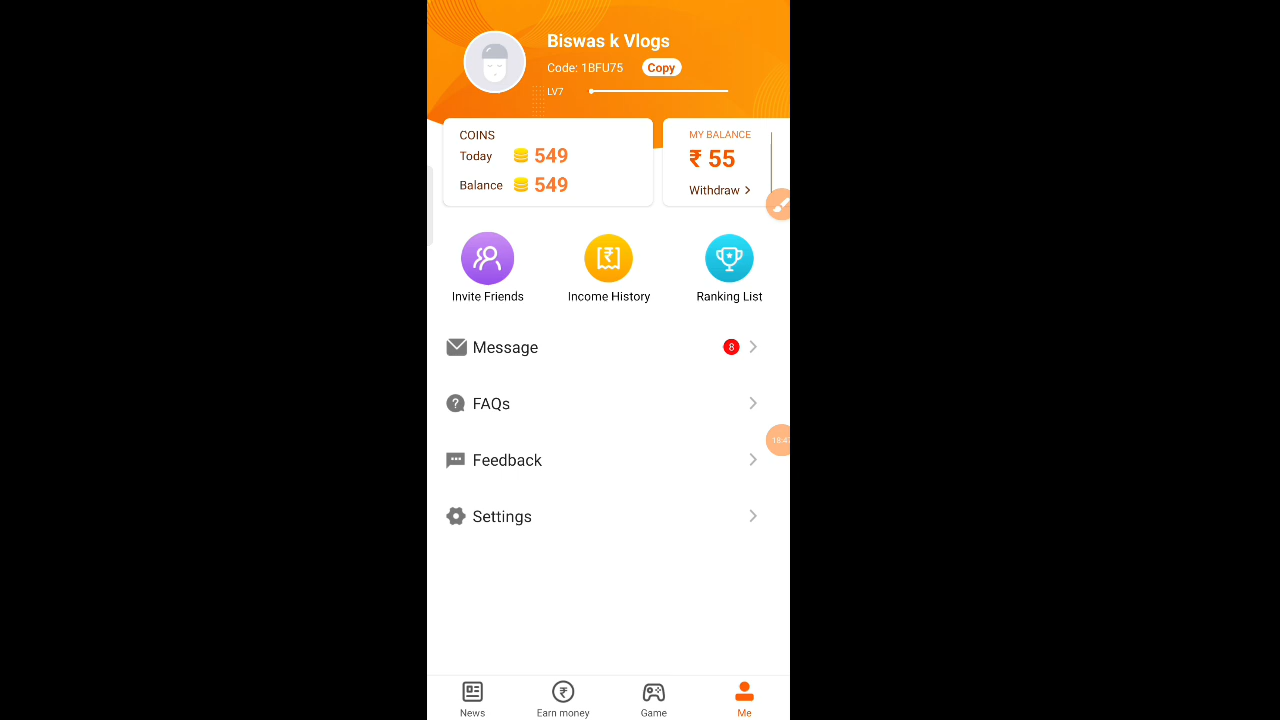 Biswas k Vlogs
Code: 1BFU75 Copy
LV7
COINS
Today 549
Balance 549
MY BALANCE
₹ 55
Withdraw >
Invite Friends
Income History
Ranking List
Message 8
FAQs
Feedback
Settings
News
Earn money
Game
Me